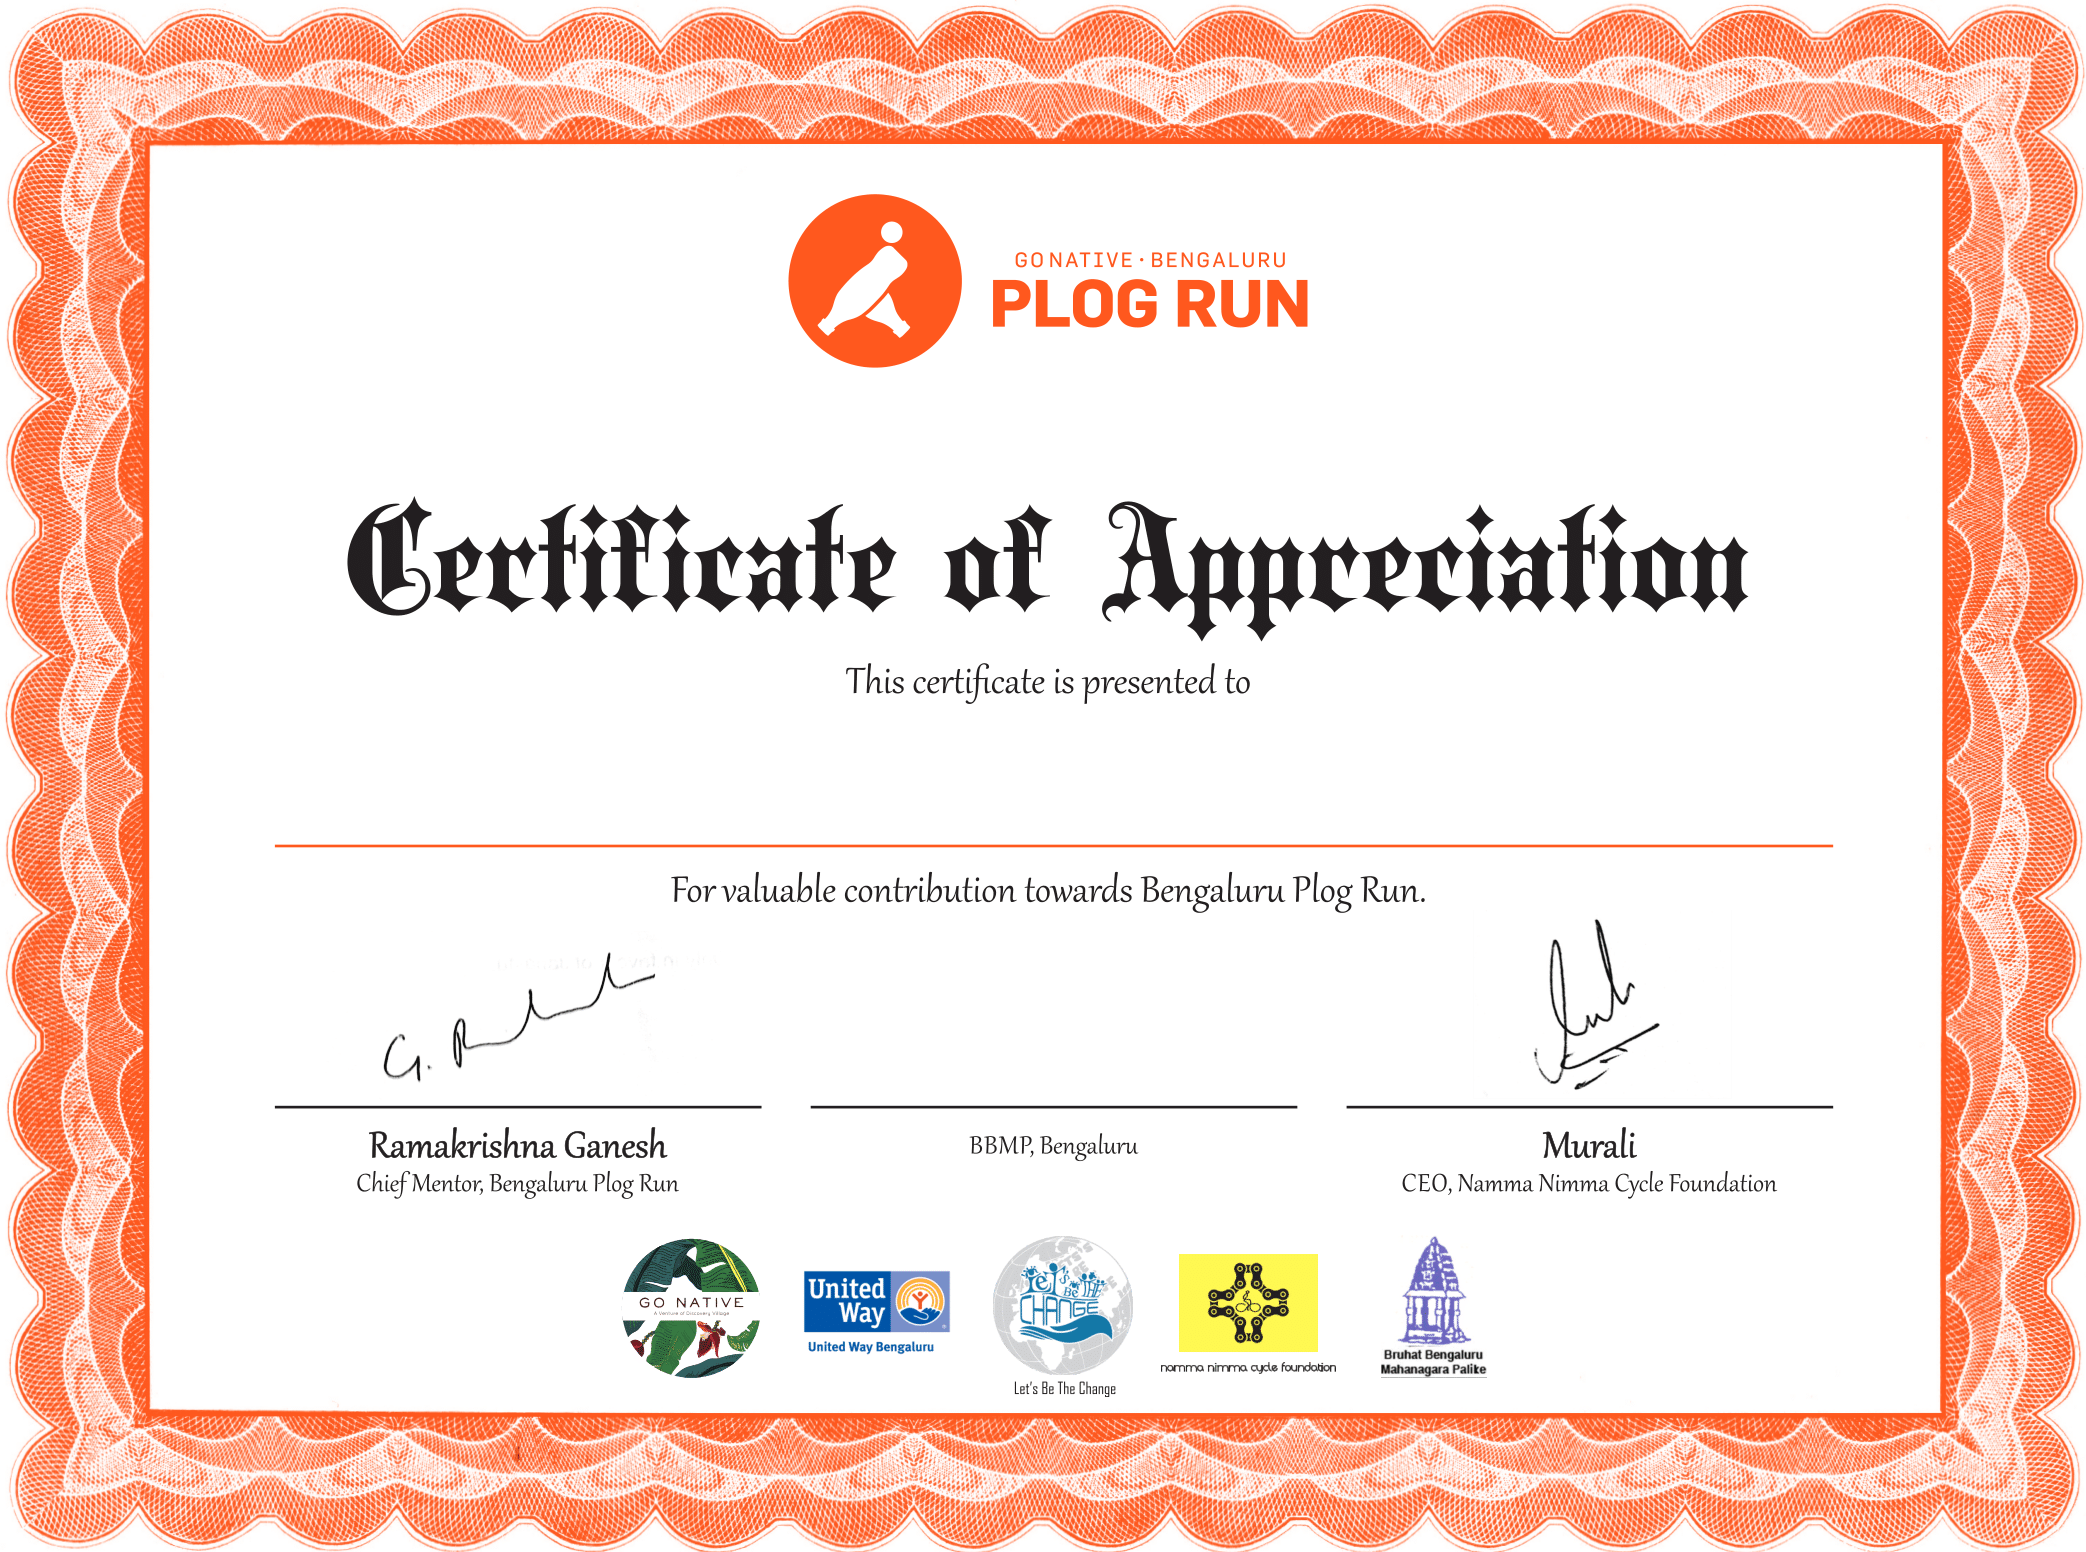 GO NATIVE · BENGALURU
PLOG RUN
Certificate of Appreciation
This certificate is presented to
For valuable contribution towards Bengaluru Plog Run.
G. R
Ramakrishna Ganesh
Chief Mentor, Bengaluru Plog Run
BBMP, Bengaluru
Murali
CEO, Namma Nimma Cycle Foundation
GO NATIVE
A Venture of Discovery Village
United
Way
United Way Bengaluru
Let's Be THE
CHANGE
Let's Be The Change
namma nimma cycle foundation
Bruhat Bengaluru
Mahanagara Palike